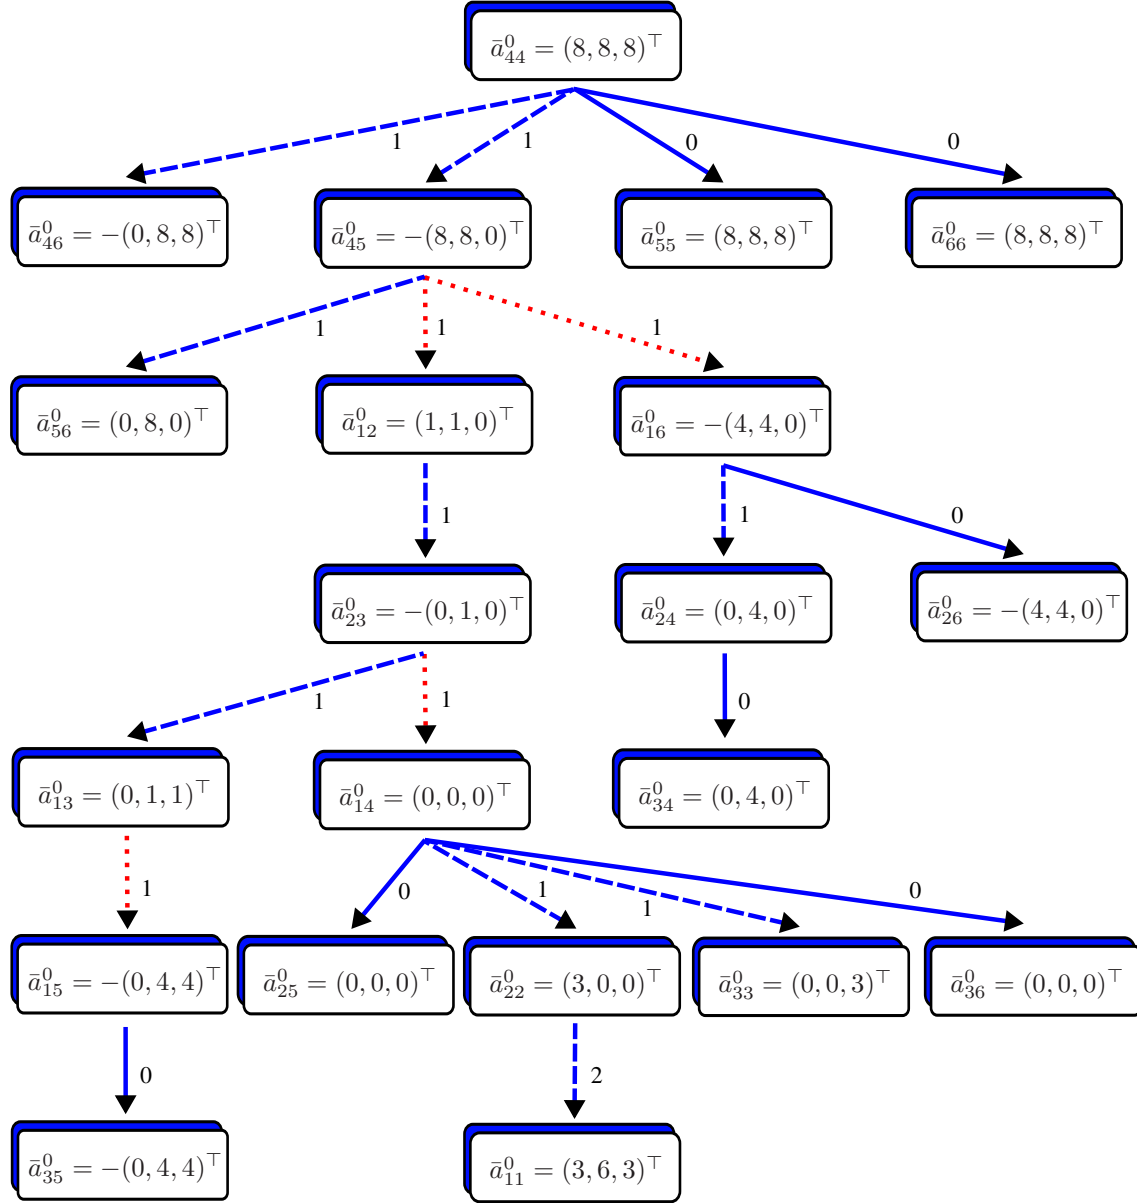 ā⁰₄₄ = (8, 8, 8)⊤
1 1 0 0
ā⁰₄₆ = −(0, 8, 8)⊤
ā⁰₄₅ = −(8, 8, 0)⊤
ā⁰₅₅ = (8, 8, 8)⊤
ā⁰₆₆ = (8, 8, 8)⊤
1 1 1
ā⁰₅₆ = (0, 8, 0)⊤
ā⁰₁₂ = (1, 1, 0)⊤
ā⁰₁₆ = −(4, 4, 0)⊤
1 1 0
ā⁰₂₃ = −(0, 1, 0)⊤
ā⁰₂₄ = (0, 4, 0)⊤
ā⁰₂₆ = −(4, 4, 0)⊤
1 1 0
ā⁰₁₃ = (0, 1, 1)⊤
ā⁰₁₄ = (0, 0, 0)⊤
ā⁰₃₄ = (0, 4, 0)⊤
1 0 1 1 0
ā⁰₁₅ = −(0, 4, 4)⊤
ā⁰₂₅ = (0, 0, 0)⊤
ā⁰₂₂ = (3, 0, 0)⊤
ā⁰₃₃ = (0, 0, 3)⊤
ā⁰₃₆ = (0, 0, 0)⊤
0 2
ā⁰₃₅ = −(0, 4, 4)⊤
ā⁰₁₁ = (3, 6, 3)⊤